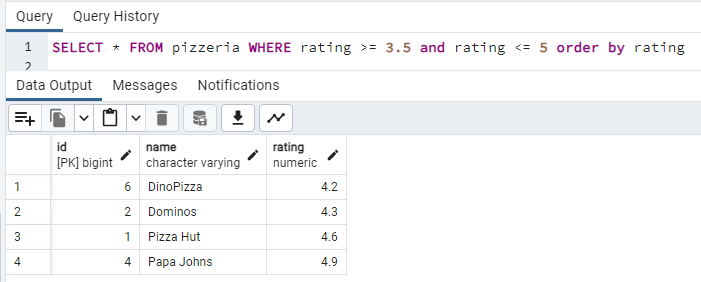 Query Query History
1 SELECT * FROM pizzeria WHERE rating >= 3.5 and rating <= 5 order by rating
2
Data Output Messages Notifications
id name rating
[PK] bigint character varying numeric
1 6 DinoPizza 4.2
2 2 Dominos 4.3
3 1 Pizza Hut 4.6
4 4 Papa Johns 4.9